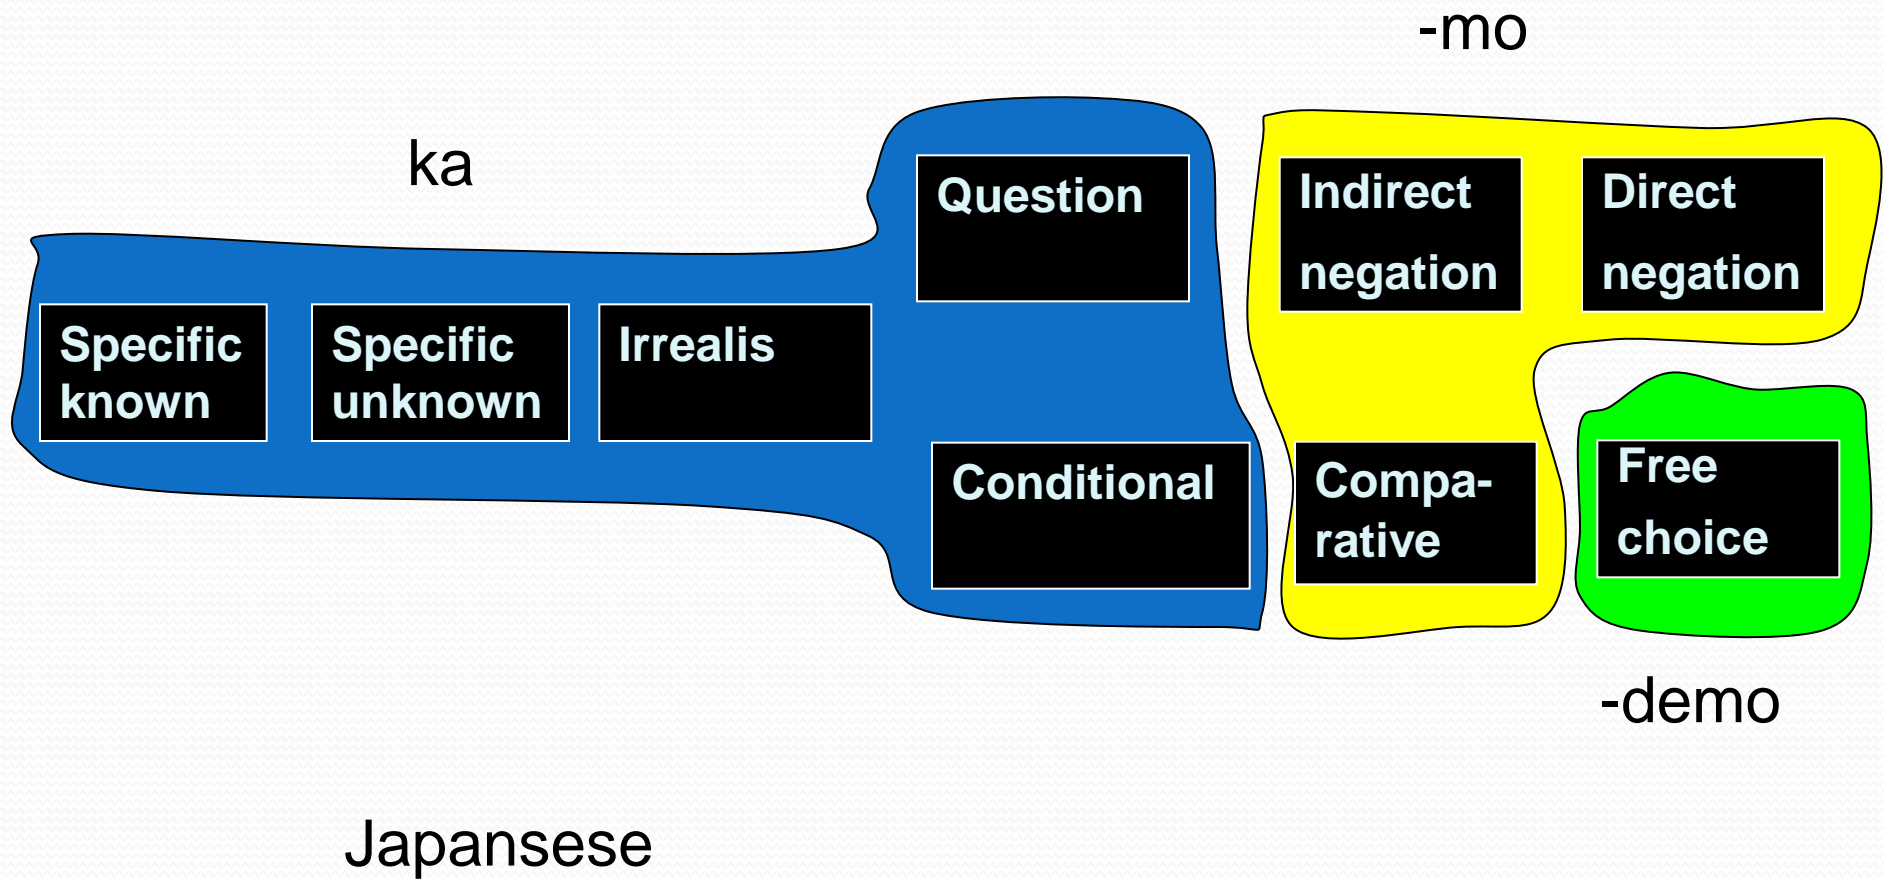 -mo
ka
Question
Indirect
negation
Direct
negation
Specific
known
Specific
unknown
Irrealis
Conditional
Compa-
rative
Free
choice
-demo
Japansese